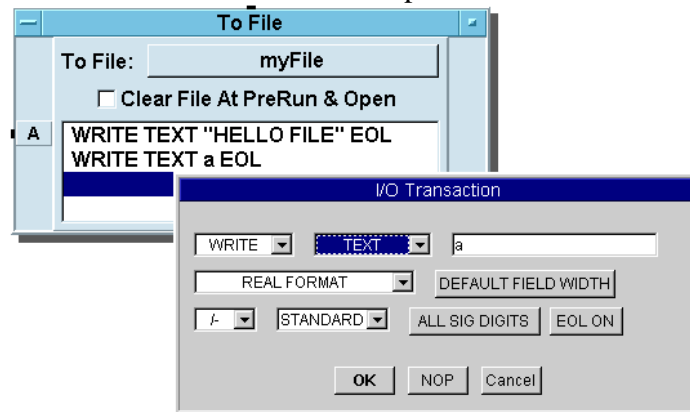 To File
To File: myFile
Clear File At PreRun & Open
A
WRITE TEXT "HELLO FILE" EOL
WRITE TEXT a EOL
I/O Transaction
WRITE TEXT a
REAL FORMAT DEFAULT FIELD WIDTH
/- STANDARD ALL SIG DIGITS EOL ON
OK NOP Cancel